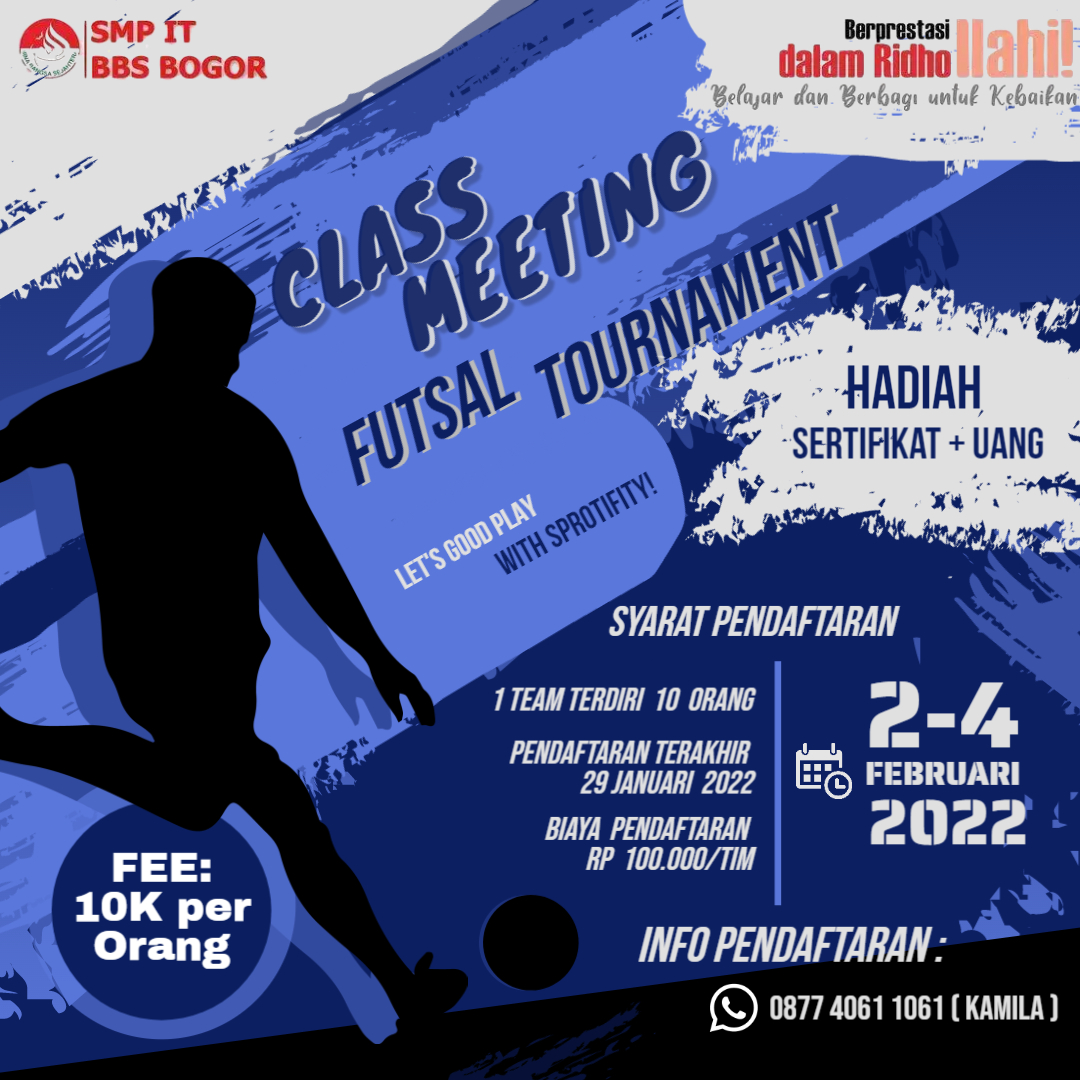 SMP IT
BBS BOGOR
Berprestasi
dalam Ridho Ilahi!
Belajar dan Berbagi untuk Kebaikan
CLASS
MEETING
FUTSAL TOURNAMENT
HADIAH
SERTIFIKAT + UANG
LET'S GOOD PLAY
WITH SPROTIFITY!
SYARAT PENDAFTARAN
1 TEAM TERDIRI 10 ORANG
PENDAFTARAN TERAKHIR
29 JANUARI 2022
BIAYA PENDAFTARAN
RP 100.000/TIM
2-4
FEBRUARI
2022
FEE:
10K per
Orang
INFO PENDAFTARAN :
0877 4061 1061 ( KAMILA )